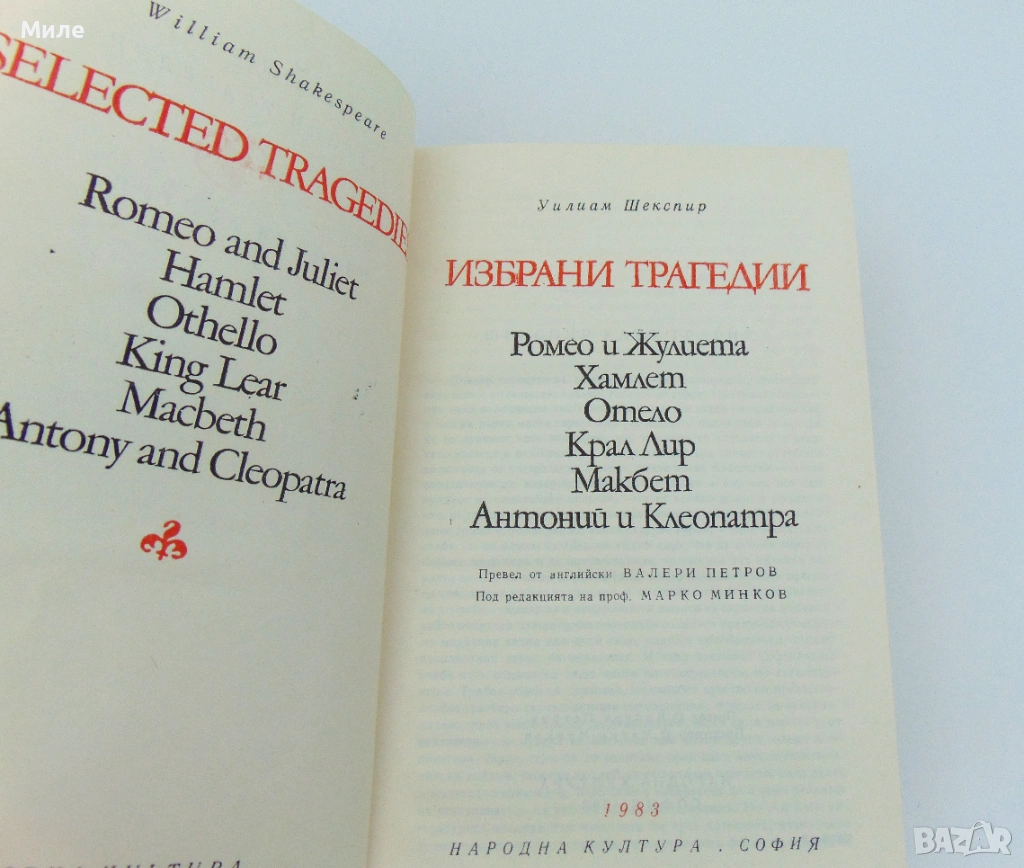 Миле
William Shakespeare
SELECTED TRAGEDIE
Romeo and Juliet
Hamlet
Othello
King Lear
Macbeth
Antony and Cleopatra
Уилиам Шекспир
ИЗБРАНИ ТРАГЕДИИ
Ромео и Жулиета
Хамлет
Отело
Крал Лир
Макбет
Антоний и Клеопатра
Превел от английски ВАЛЕРИ ПЕТРОВ
Под редакцията на проф. МАРКО МИНКОВ
1983
НАРОДНА КУЛТУРА . СОФИЯ
BAZAR